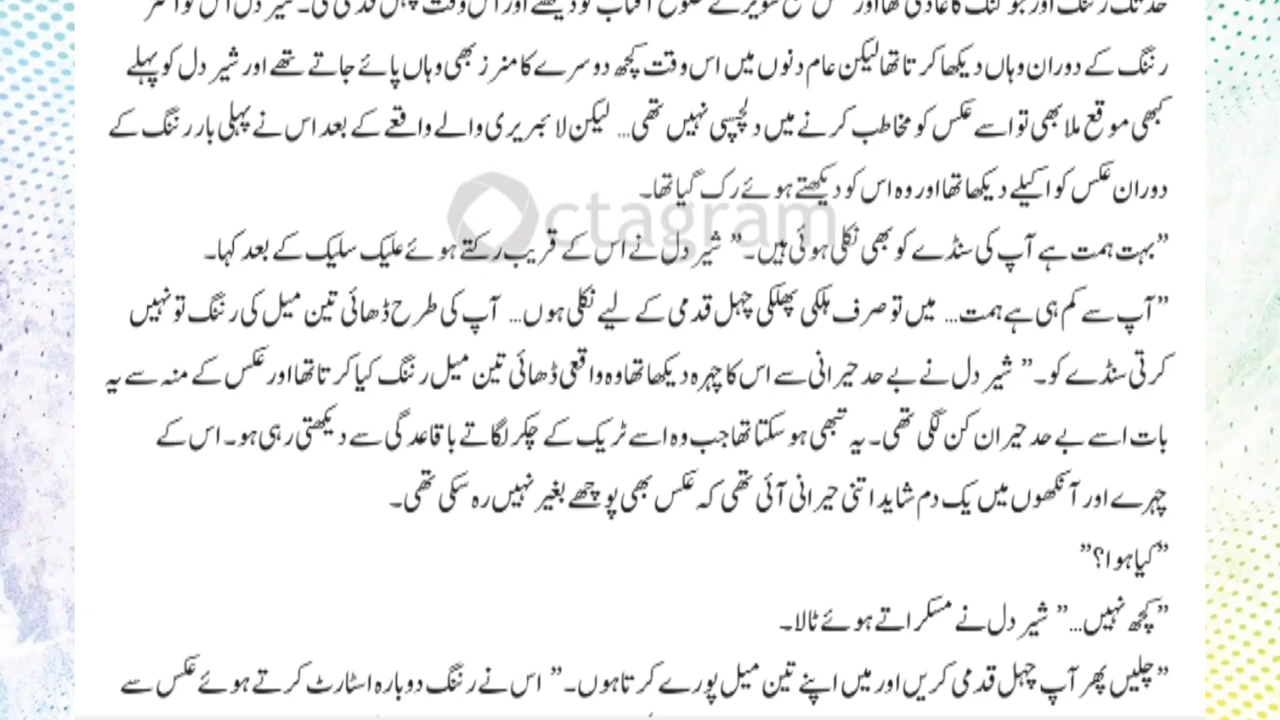 رننگ کے دوران وہاں دیکھا کرتا تھا لیکن عام دنوں میں اس وقت کچھ دوسرے کامنرز بھی وہاں پائے جاتے تھے اور شیر دل کو پہلے
کبھی موقع ملا بھی تو اسے عکس کو مخاطب کرنے میں دلچسپی نہیں تھی... لیکن لائبریری والے واقعے کے بعد اس نے پہلی بار رننگ کے
دوران عکس کو اکیلے دیکھا تھا اور وہ اس کو دیکھتے ہوئے رک گیا تھا۔
Octagram
”بہت ہمت ہے آپ کی سنڈے کو بھی نکلی ہوئی ہیں۔” شیر دل نے اس کے قریب رکتے ہوئے علیک سلیک کے بعد کہا۔
”آپ سے کم ہی ہے ہمت... میں تو صرف ہلکی پھلکی چہل قدمی کے لیے نکلی ہوں... آپ کی طرح ڈھائی تین میل کی رننگ تو نہیں
کرتی سنڈے کو۔” شیر دل نے بے حد حیرانی سے اس کا چہرہ دیکھا تھا وہ واقعی ڈھائی تین میل رننگ کیا کرتا تھا اور عکس کے منہ سے یہ
بات اسے بے حد حیران کن لگی تھی۔ یہ تبھی ہو سکتا تھا جب وہ اسے ٹریک کے چکر لگاتے باقاعدگی سے دیکھتی رہی ہو۔ اس کے
چہرے اور آنکھوں میں یک دم شاید اتنی حیرانی آئی تھی کہ عکس بھی پوچھے بغیر نہیں رہ سکی تھی۔
”کیا ہوا؟”
”کچھ نہیں...” شیر دل نے مسکراتے ہوئے ٹالا۔
”چلیں پھر آپ چہل قدمی کریں اور میں اپنے تین میل پورے کرتا ہوں۔” اس نے رننگ دوبارہ اسٹارٹ کرتے ہوئے عکس سے